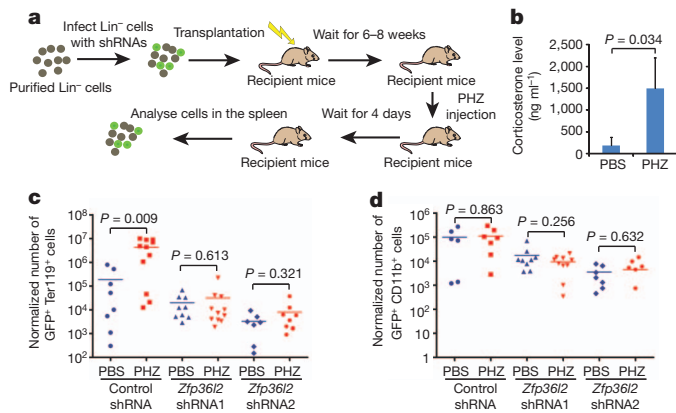 a
Infect Lin⁻ cells
with shRNAs
Transplantation
Wait for 6–8 weeks
Purified Lin⁻ cells
Recipient mice
Recipient mice
PHZ
injection
Analyse cells in the spleen
Wait for 4 days
Recipient mice
Recipient mice
b
P = 0.034
Corticosterone level
(ng ml⁻¹)
2,500
2,000
1,500
1,000
500
0
PBS PHZ
c
Normalized number of
GFP⁺ Ter119⁺ cells
10⁸
10⁷
10⁶
10⁵
10⁴
10³
10²
P = 0.009
P = 0.613
P = 0.321
PBS PHZ PBS PHZ PBS PHZ
Control
shRNA
Zfp36l2
shRNA1
Zfp36l2
shRNA2
d
Normalized number of
GFP⁺ CD11b⁺ cells
10⁶
10⁵
10⁴
10³
10²
10¹
1
P = 0.863
P = 0.256
P = 0.632
PBS PHZ PBS PHZ PBS PHZ
Control
shRNA
Zfp36l2
shRNA1
Zfp36l2
shRNA2